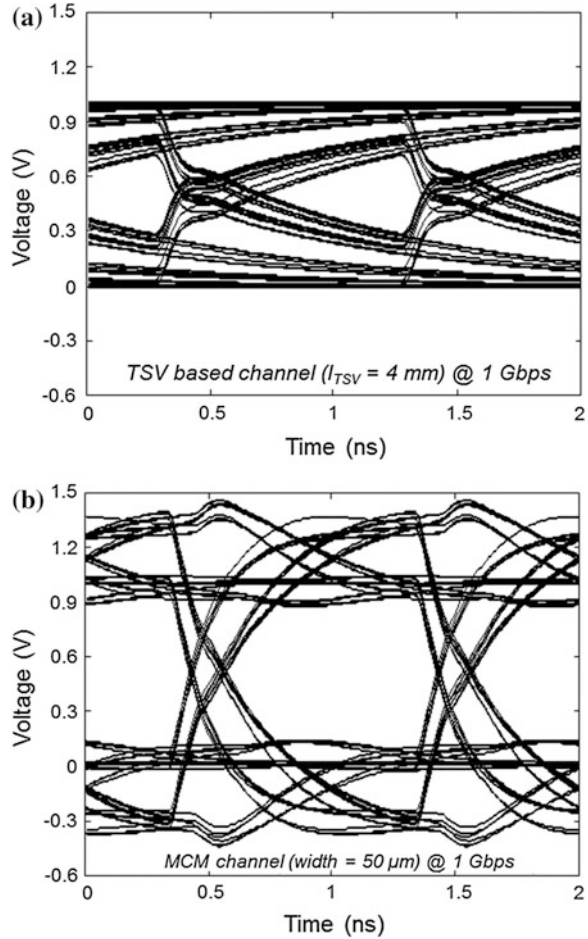 (a)
1.5
1.2
0.9
0.6
0.3
0
-0.3
-0.6
Voltage (V)
TSV based channel (l_TSV = 4 mm) @ 1 Gbps
0 0.5 1 1.5 2
Time (ns)
(b)
1.5
1.2
0.9
0.6
0.3
0
-0.3
-0.6
Voltage (V)
MCM channel (width = 50 μm) @ 1 Gbps
0 0.5 1 1.5 2
Time (ns)